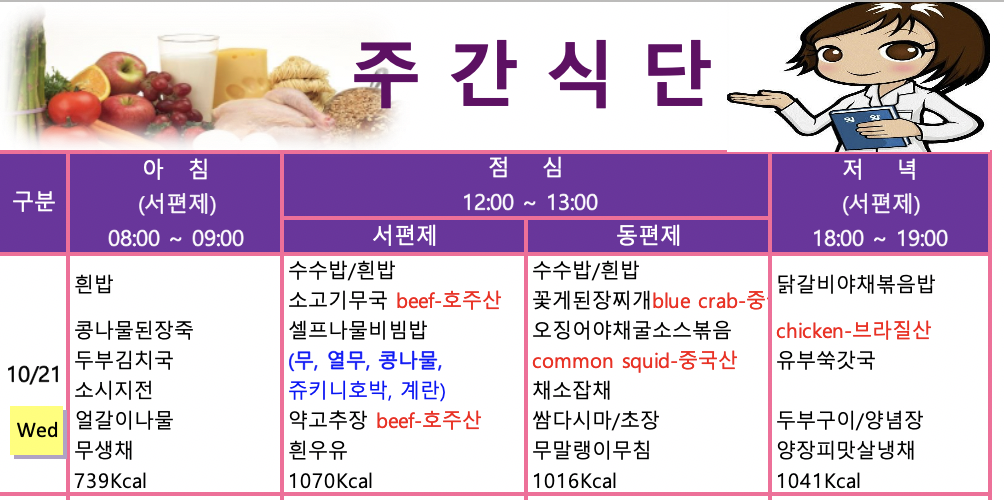 주간식단
구분
아 침
(서편제)
08:00 ~ 09:00
점 심
12:00 ~ 13:00
서편제
동편제
저 녁
(서편제)
18:00 ~ 19:00
10/21
Wed
흰밥
콩나물된장죽
두부김치국
소시지전
얼갈이나물
무생채
739Kcal
수수밥/흰밥
소고기무국 beef-호주산
셀프나물비빔밥
(무, 열무, 콩나물,
쥬키니호박, 계란)
약고추장 beef-호주산
흰우유
1070Kcal
수수밥/흰밥
꽃게된장찌개blue crab-중
오징어야채굴소스볶음
common squid-중국산
채소잡채
쌈다시마/초장
무말랭이무침
1016Kcal
닭갈비야채볶음밥
chicken-브라질산
유부쑥갓국
두부구이/양념장
양장피맛살냉채
1041Kcal